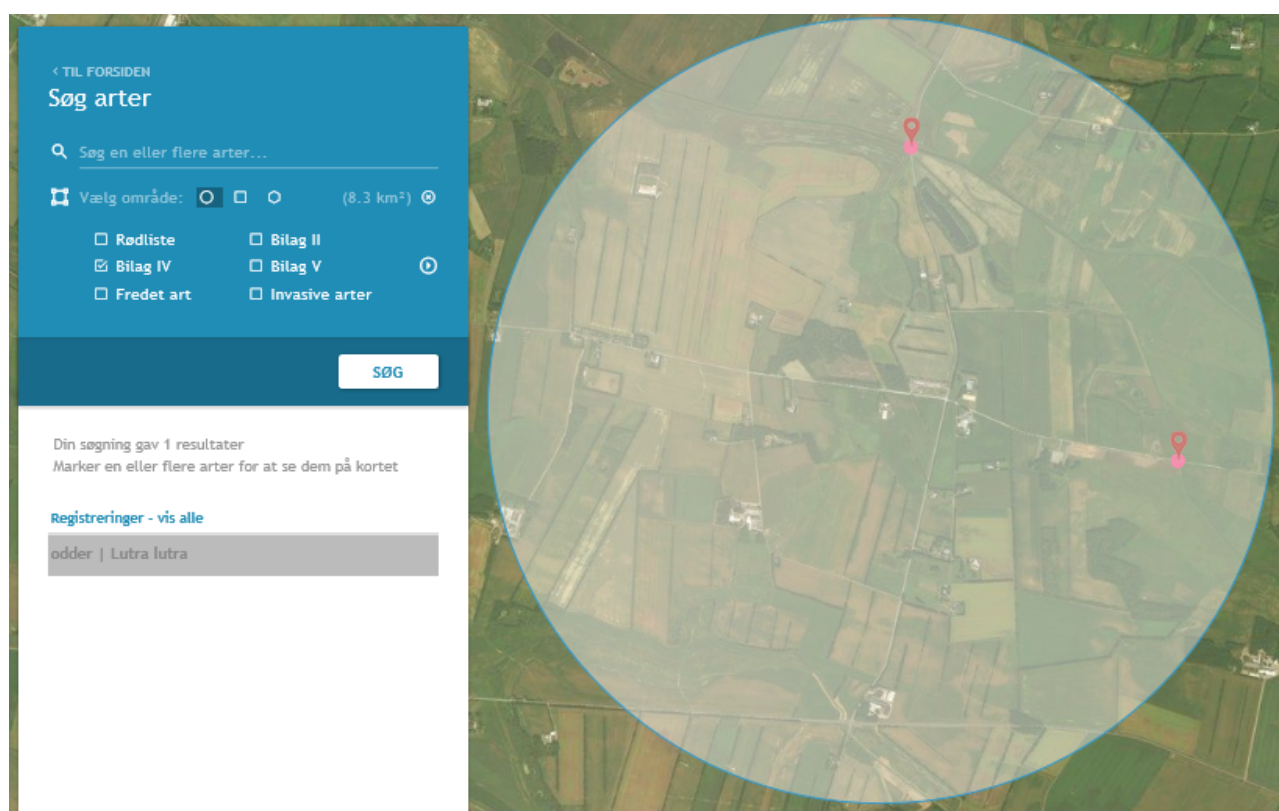 ‹ TIL FORSIDEN
Søg arter
Søg en eller flere arter...
Vælg område: (8.3 km²)
Rødliste Bilag II
Bilag IV Bilag V
Fredet art Invasive arter
SØG
Din søgning gav 1 resultater
Marker en eller flere arter for at se dem på kortet
Registreringer - vis alle
odder | Lutra lutra